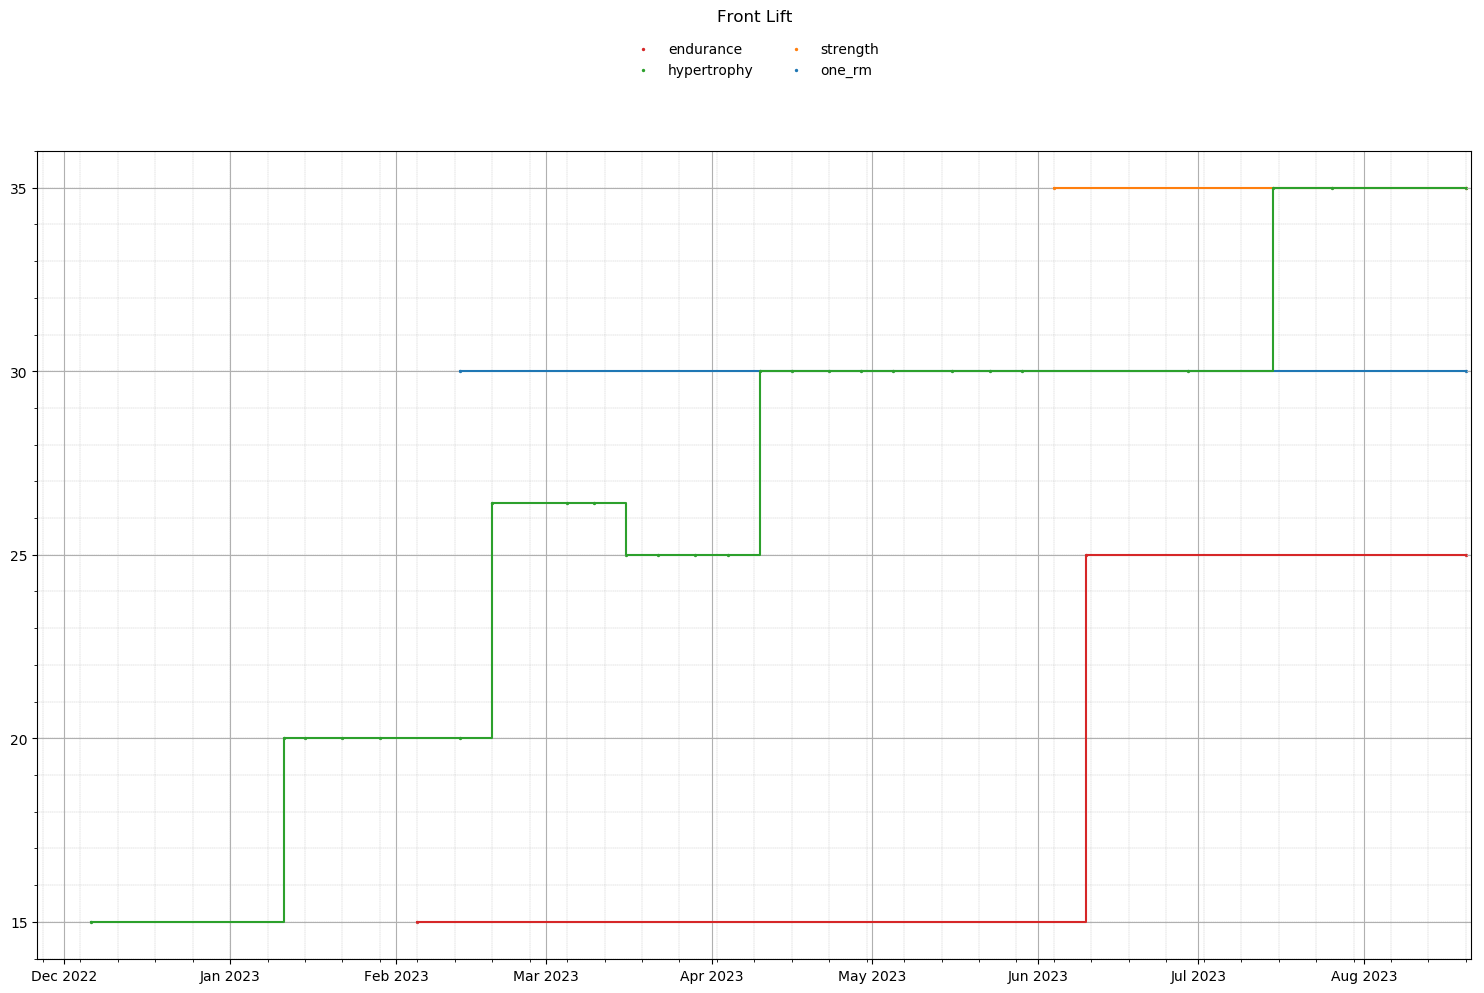 Front Lift
endurance strength
hypertrophy one_rm
35
30
25
20
15
Dec 2022 Jan 2023 Feb 2023 Mar 2023 Apr 2023 May 2023 Jun 2023 Jul 2023 Aug 2023